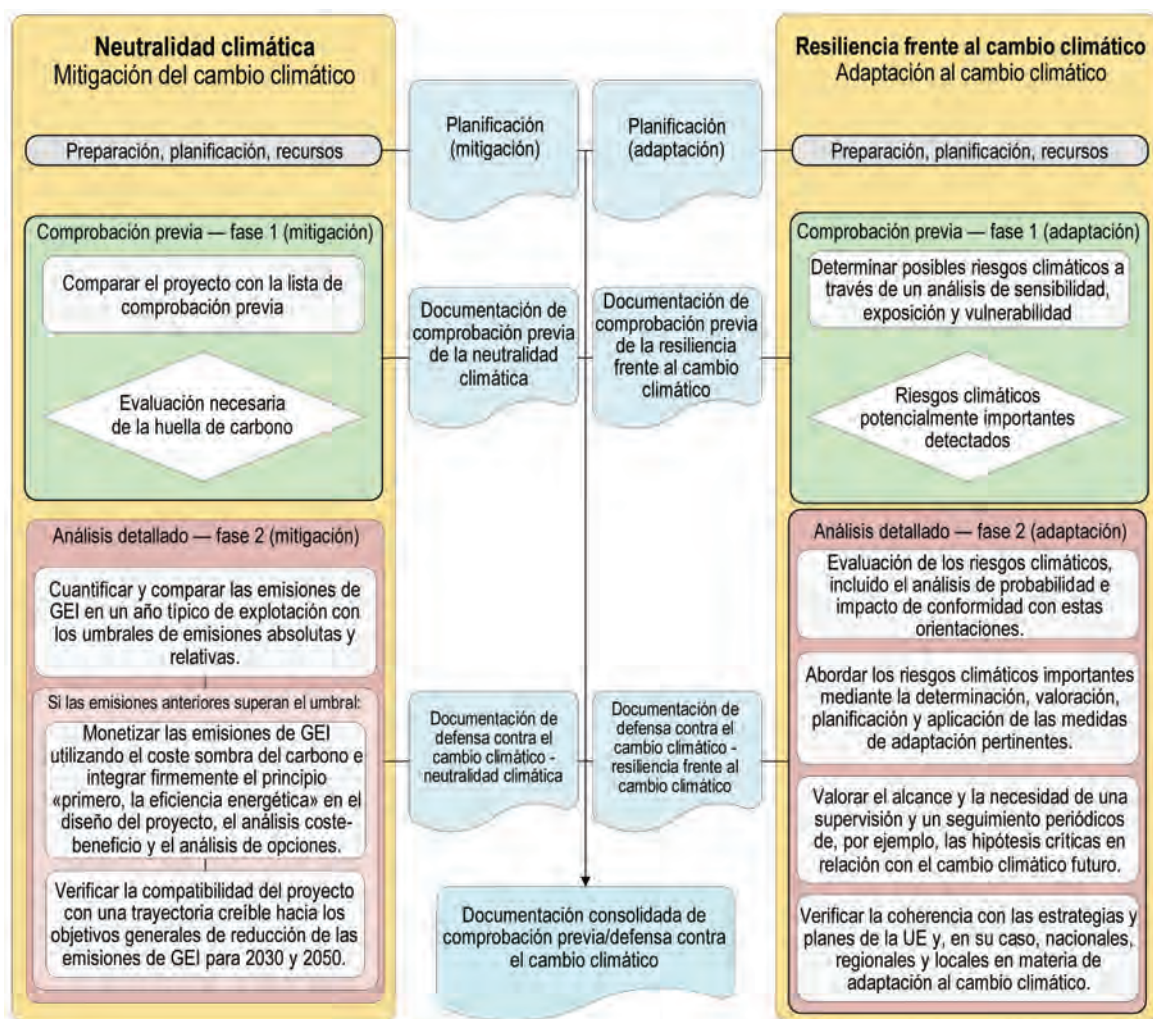 Neutralidad climática
Mitigación del cambio climático
Preparación, planificación, recursos
Comprobación previa — fase 1 (mitigación)
Comparar el proyecto con la lista de
comprobación previa
Evaluación necesaria
de la huella de carbono
Análisis detallado — fase 2 (mitigación)
Cuantificar y comparar las emisiones de
GEI en un año típico de explotación con
los umbrales de emisiones absolutas y
relativas.
Si las emisiones anteriores superan el umbral:
Monetizar las emisiones de GEI
utilizando el coste sombra del carbono e
integrar firmemente el principio
«primero, la eficiencia energética» en el
diseño del proyecto, el análisis coste-
beneficio y el análisis de opciones.
Verificar la compatibilidad del proyecto
con una trayectoria creíble hacia los
objetivos generales de reducción de las
emisiones de GEI para 2030 y 2050.
Planificación
(mitigación)
Planificación
(adaptación)
Documentación de
comprobación previa
de la neutralidad
climática
Documentación de
comprobación previa
de la resiliencia
frente al cambio
climático
Documentación de
defensa contra el
cambio climático -
neutralidad climática
Documentación de
defensa contra el
cambio climático -
resiliencia frente al
cambio climático
Documentación consolidada de
comprobación previa/defensa contra
el cambio climático
Resiliencia frente al cambio climático
Adaptación al cambio climático
Preparación, planificación, recursos
Comprobación previa — fase 1 (adaptación)
Determinar posibles riesgos climáticos a
través de un análisis de sensibilidad,
exposición y vulnerabilidad
Riesgos climáticos
potencialmente importantes
detectados
Análisis detallado — fase 2 (adaptación)
Evaluación de los riesgos climáticos,
incluido el análisis de probabilidad e
impacto de conformidad con estas
orientaciones.
Abordar los riesgos climáticos importantes
mediante la determinación, valoración,
planificación y aplicación de las medidas
de adaptación pertinentes.
Valorar el alcance y la necesidad de una
supervisión y un seguimiento periódicos
de, por ejemplo, las hipótesis críticas en
relación con el cambio climático futuro.
Verificar la coherencia con las estrategias y
planes de la UE y, en su caso, nacionales,
regionales y locales en materia de
adaptación al cambio climático.